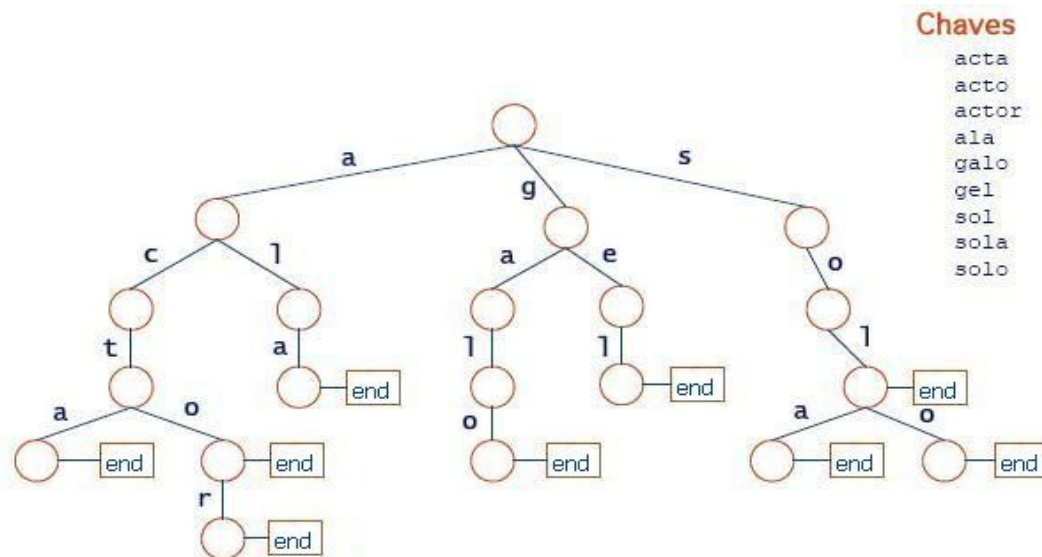 Chaves
acta
acto
actor
ala
galo
gel
sol
sola
solo
a
g
s
c
l
a
e
o
t
a
l
l
l
end
end
end
a
o
o
a
o
end
end
end
end
end
r
end